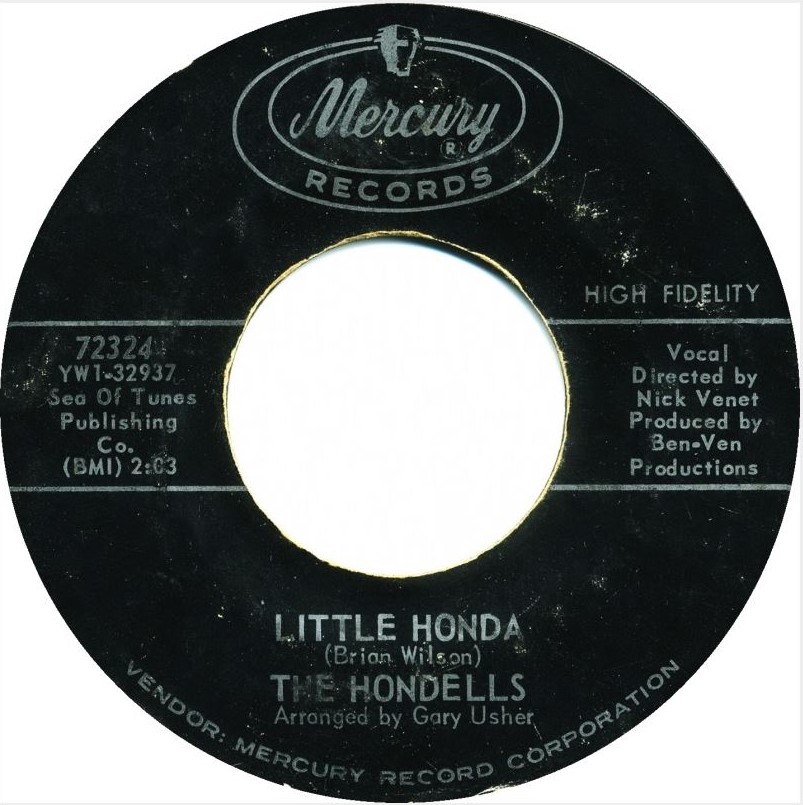 Mercury
R
RECORDS
HIGH FIDELITY
72324
YW1-32937
Sea Of Tunes
Publishing
Co.
(BMI) 2:03
Vocal
Directed by
Nick Venet
Produced by
Ben-Ven
Productions
LITTLE HONDA
(Brian Wilson)
THE HONDELLS
Arranged by Gary Usher
VENDOR: MERCURY RECORD CORPORATION